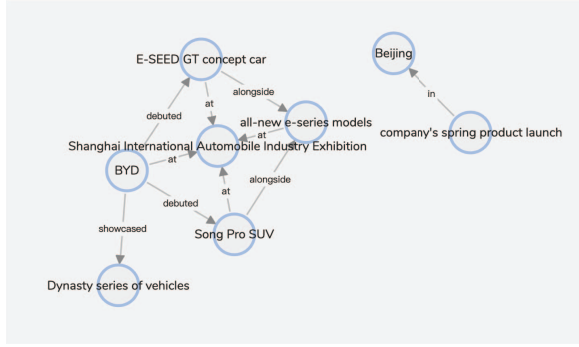 E-SEED GT concept car
Beijing
alongside
at
in
debuted
all-new e-series models
company's spring product launch
at
Shanghai International Automobile Industry Exhibition
at
BYD
alongside
at
debuted
showcased
Song Pro SUV
Dynasty series of vehicles